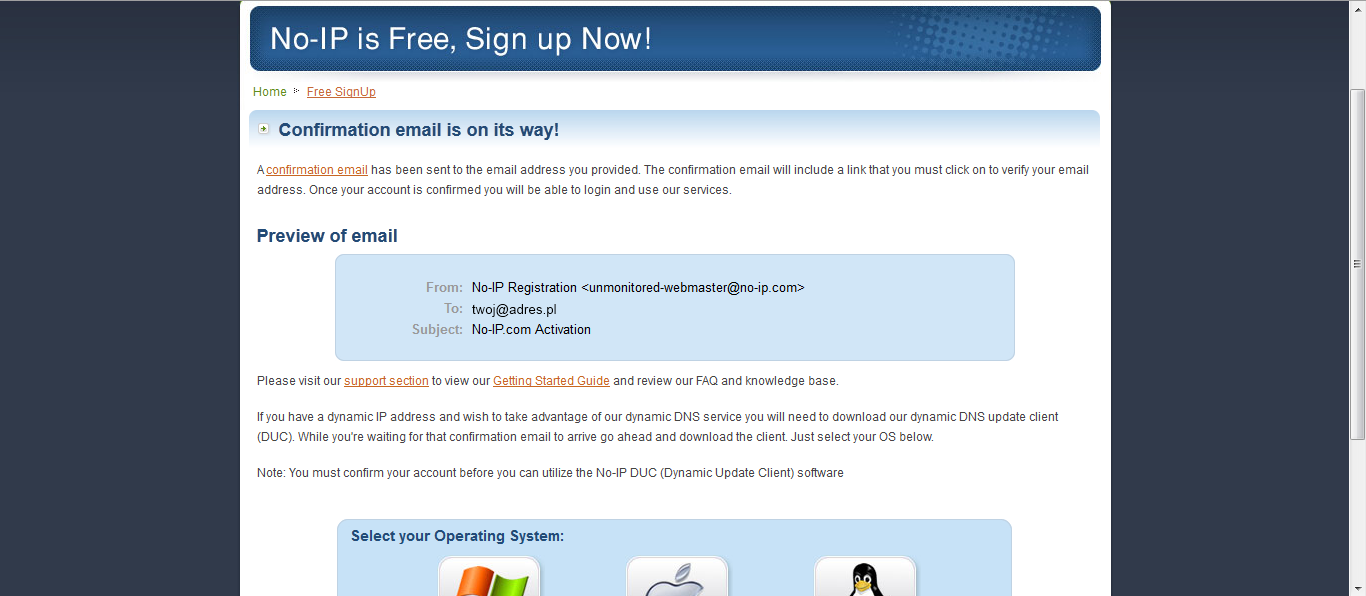 No-IP is Free, Sign up Now!
Home Free SignUp
Confirmation email is on its way!
A confirmation email has been sent to the email address you provided. The confirmation email will include a link that you must click on to verify your email
address. Once your account is confirmed you will be able to login and use our services.
Preview of email
From: No-IP Registration <unmonitored-webmaster@no-ip.com>
To: twoj@adres.pl
Subject: No-IP.com Activation
Please visit our support section to view our Getting Started Guide and review our FAQ and knowledge base.
If you have a dynamic IP address and wish to take advantage of our dynamic DNS service you will need to download our dynamic DNS update client
(DUC). While you're waiting for that confirmation email to arrive go ahead and download the client. Just select your OS below.
Note: You must confirm your account before you can utilize the No-IP DUC (Dynamic Update Client) software
Select your Operating System: